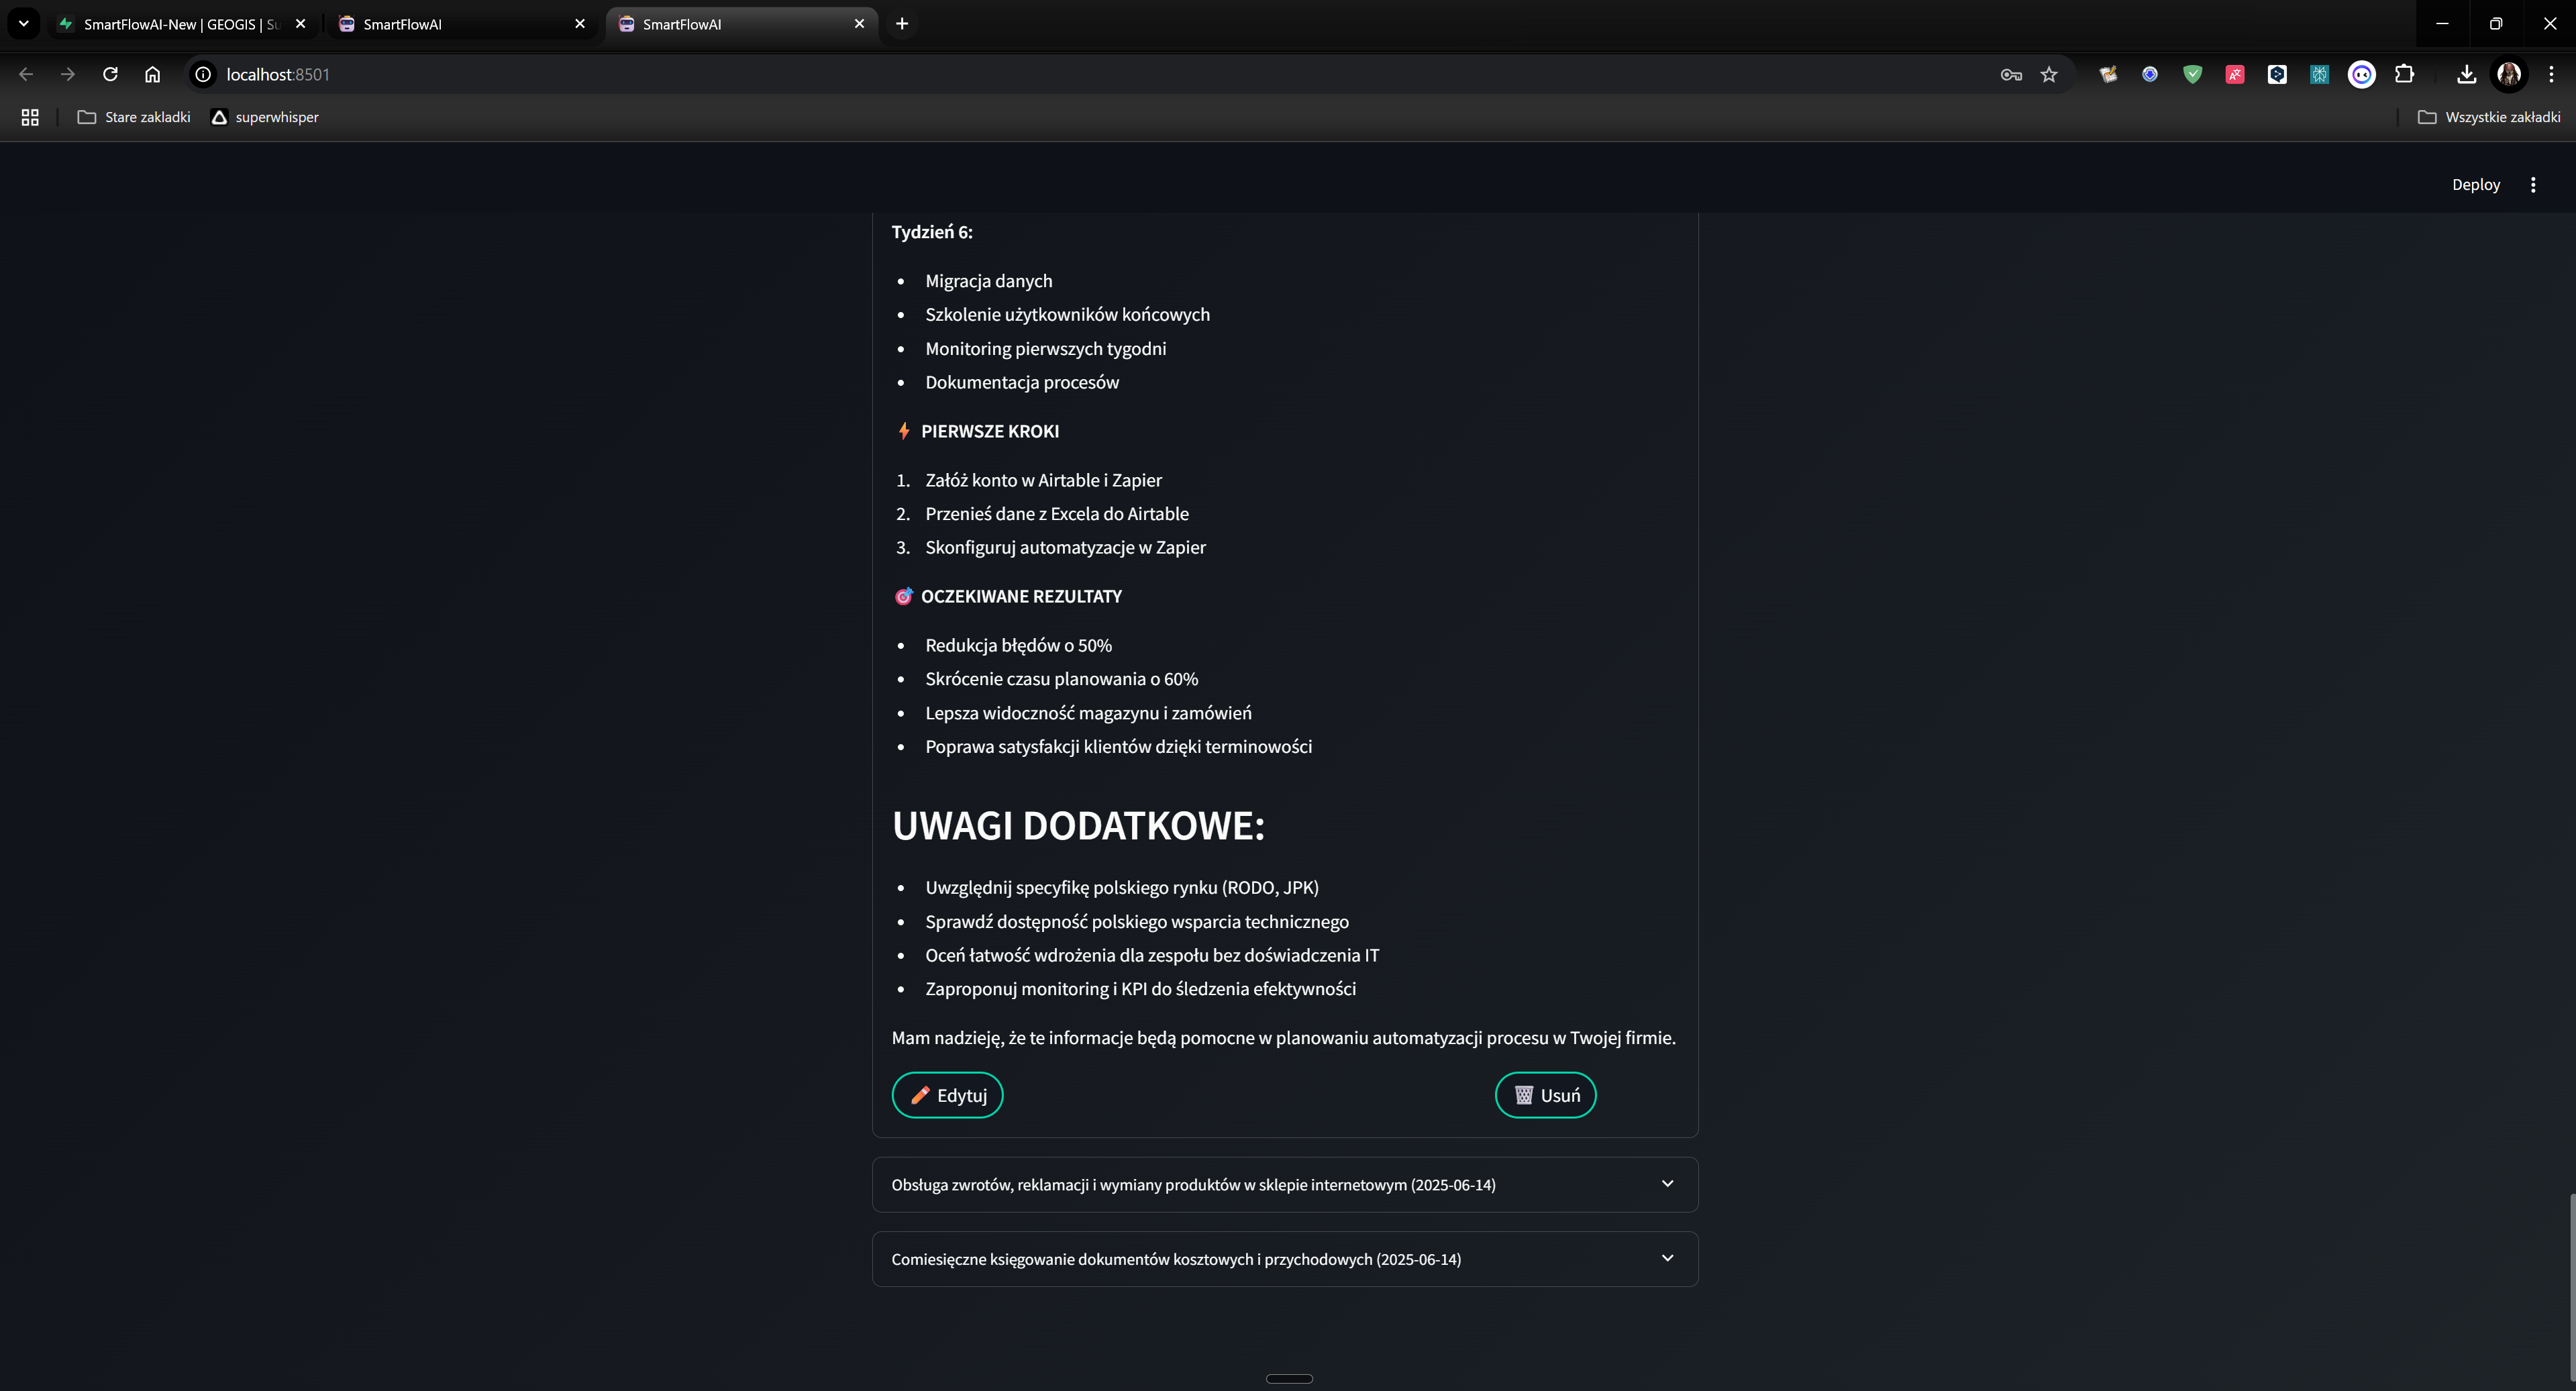 SmartFlowAI-New | GEOGIS | Su
SmartFlowAI
SmartFlowAI
localhost:8501
Stare zakladki
superwhisper
Wszystkie zakładki
Deploy
Tydzień 6:
• Migracja danych
• Szkolenie użytkowników końcowych
• Monitoring pierwszych tygodni
• Dokumentacja procesów
⚡ PIERWSZE KROKI
1. Załóż konto w Airtable i Zapier
2. Przenieś dane z Excela do Airtable
3. Skonfiguruj automatyzacje w Zapier
🎯 OCZEKIWANE REZULTATY
• Redukcja błędów o 50%
• Skrócenie czasu planowania o 60%
• Lepsza widoczność magazynu i zamówień
• Poprawa satysfakcji klientów dzięki terminowości
UWAGI DODATKOWE:
• Uwzględnij specyfikę polskiego rynku (RODO, JPK)
• Sprawdź dostępność polskiego wsparcia technicznego
• Oceń łatwość wdrożenia dla zespołu bez doświadczenia IT
• Zaproponuj monitoring i KPI do śledzenia efektywności
Mam nadzieję, że te informacje będą pomocne w planowaniu automatyzacji procesu w Twojej firmie.
✏️ Edytuj
🗑️ Usuń
Obsługa zwrotów, reklamacji i wymiany produktów w sklepie internetowym (2025-06-14)
Comiesięczne księgowanie dokumentów kosztowych i przychodowych (2025-06-14)